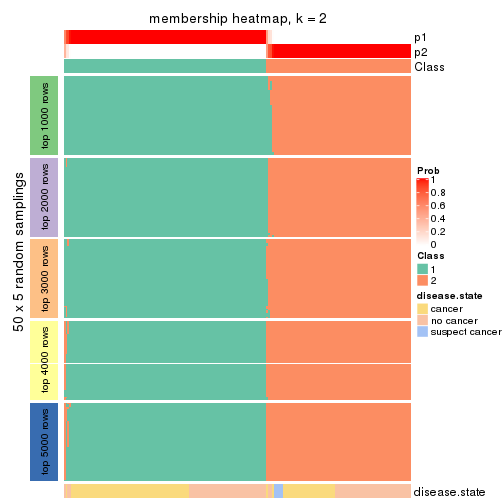 membership heatmap, k = 2
p1
p2
Class
50 x 5 random samplings
top 1000 rows
top 2000 rows
top 3000 rows
top 4000 rows
top 5000 rows
Prob
1
0.8
0.6
0.4
0.2
0
Class
1
2
disease.state
cancer
no cancer
suspect cancer
disease.state